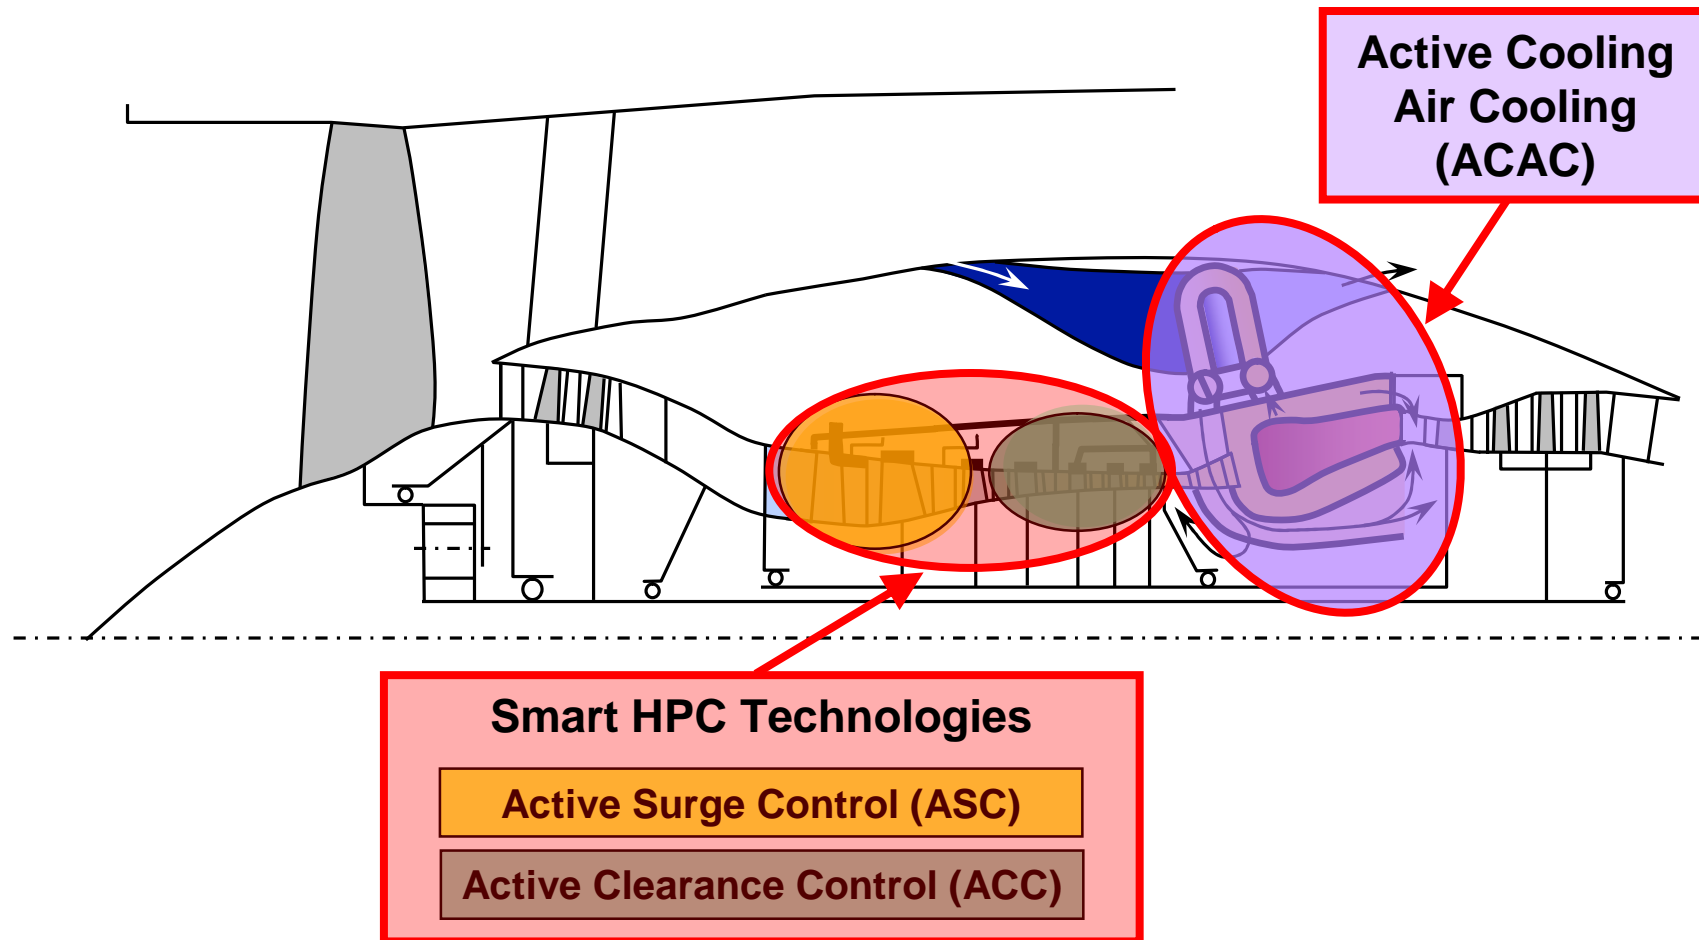 Active Cooling
Air Cooling
(ACAC)
Smart HPC Technologies
Active Surge Control (ASC)
Active Clearance Control (ACC)